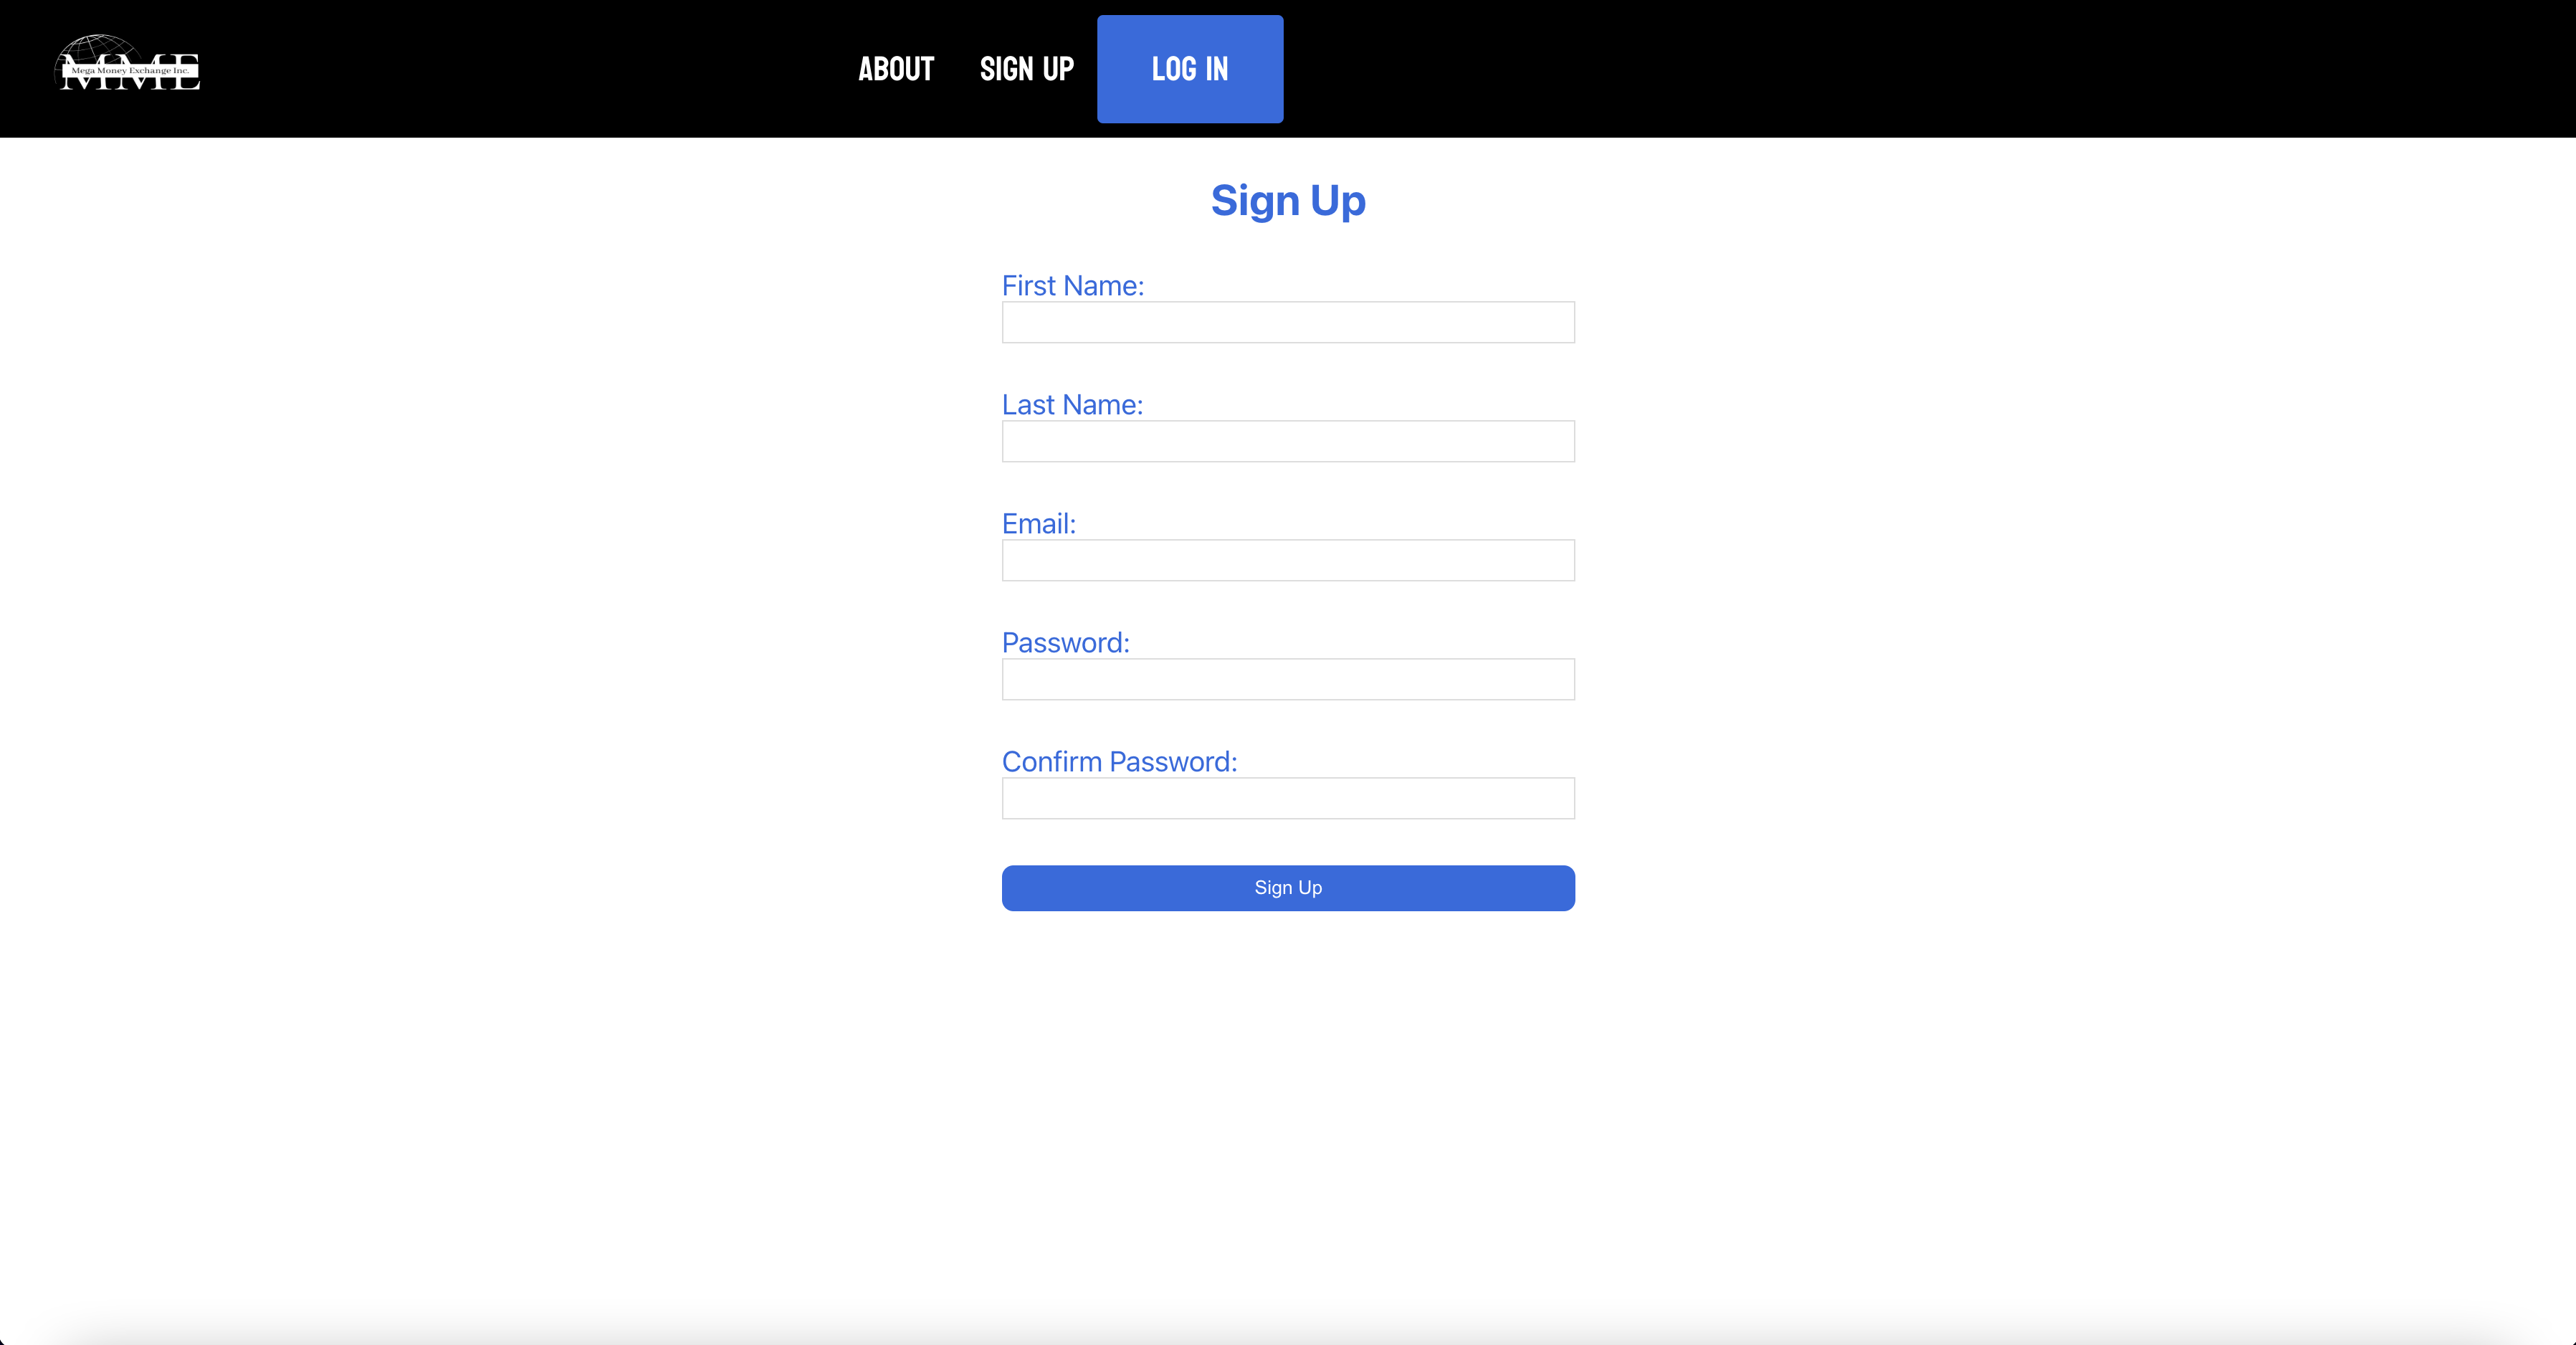 MME
Mega Money Exchange Inc.
ABOUT SIGN UP LOG IN
Sign Up
First Name:
Last Name:
Email:
Password:
Confirm Password:
Sign Up